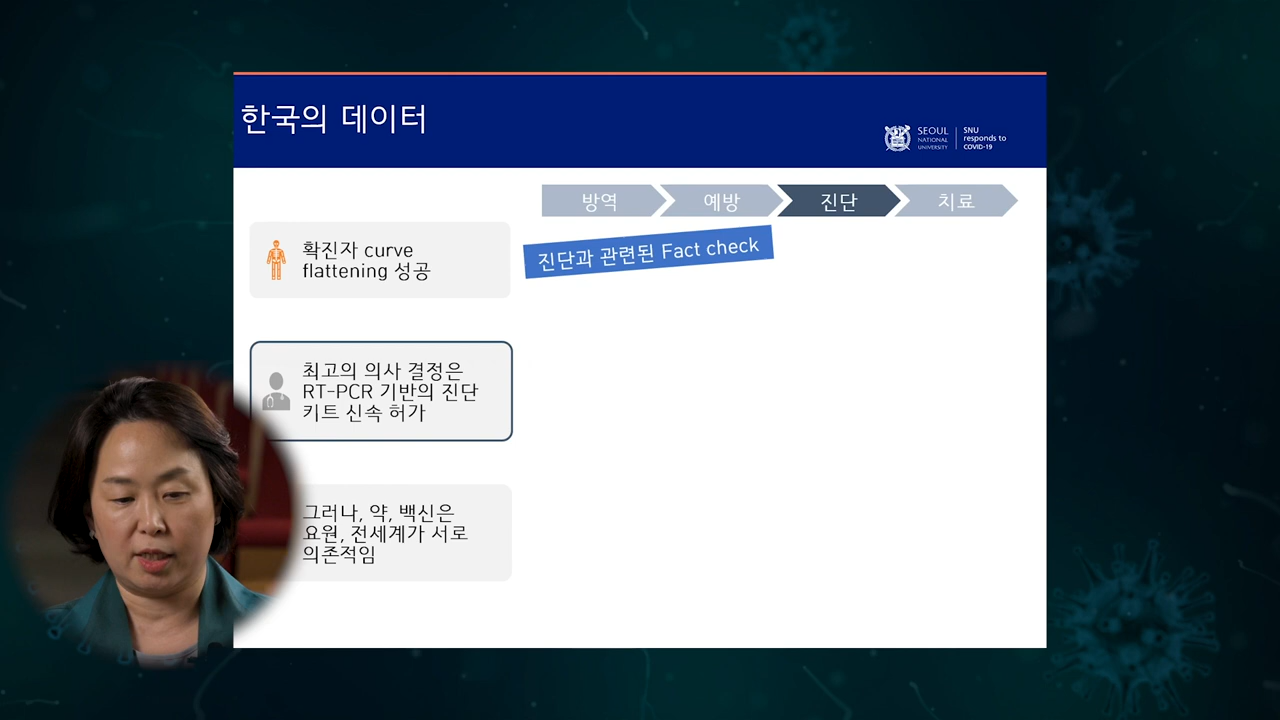 한국의 데이터
SEOUL
NATIONAL
UNIVERSITY
SNU
responds to
COVID-19
방역
예방
진단
치료
진단과 관련된 Fact check
확진자 curve
flattening 성공
최고의 의사 결정은
RT-PCR 기반의 진단
키트 신속 허가
그러나, 약, 백신은
요원, 전세계가 서로
의존적임